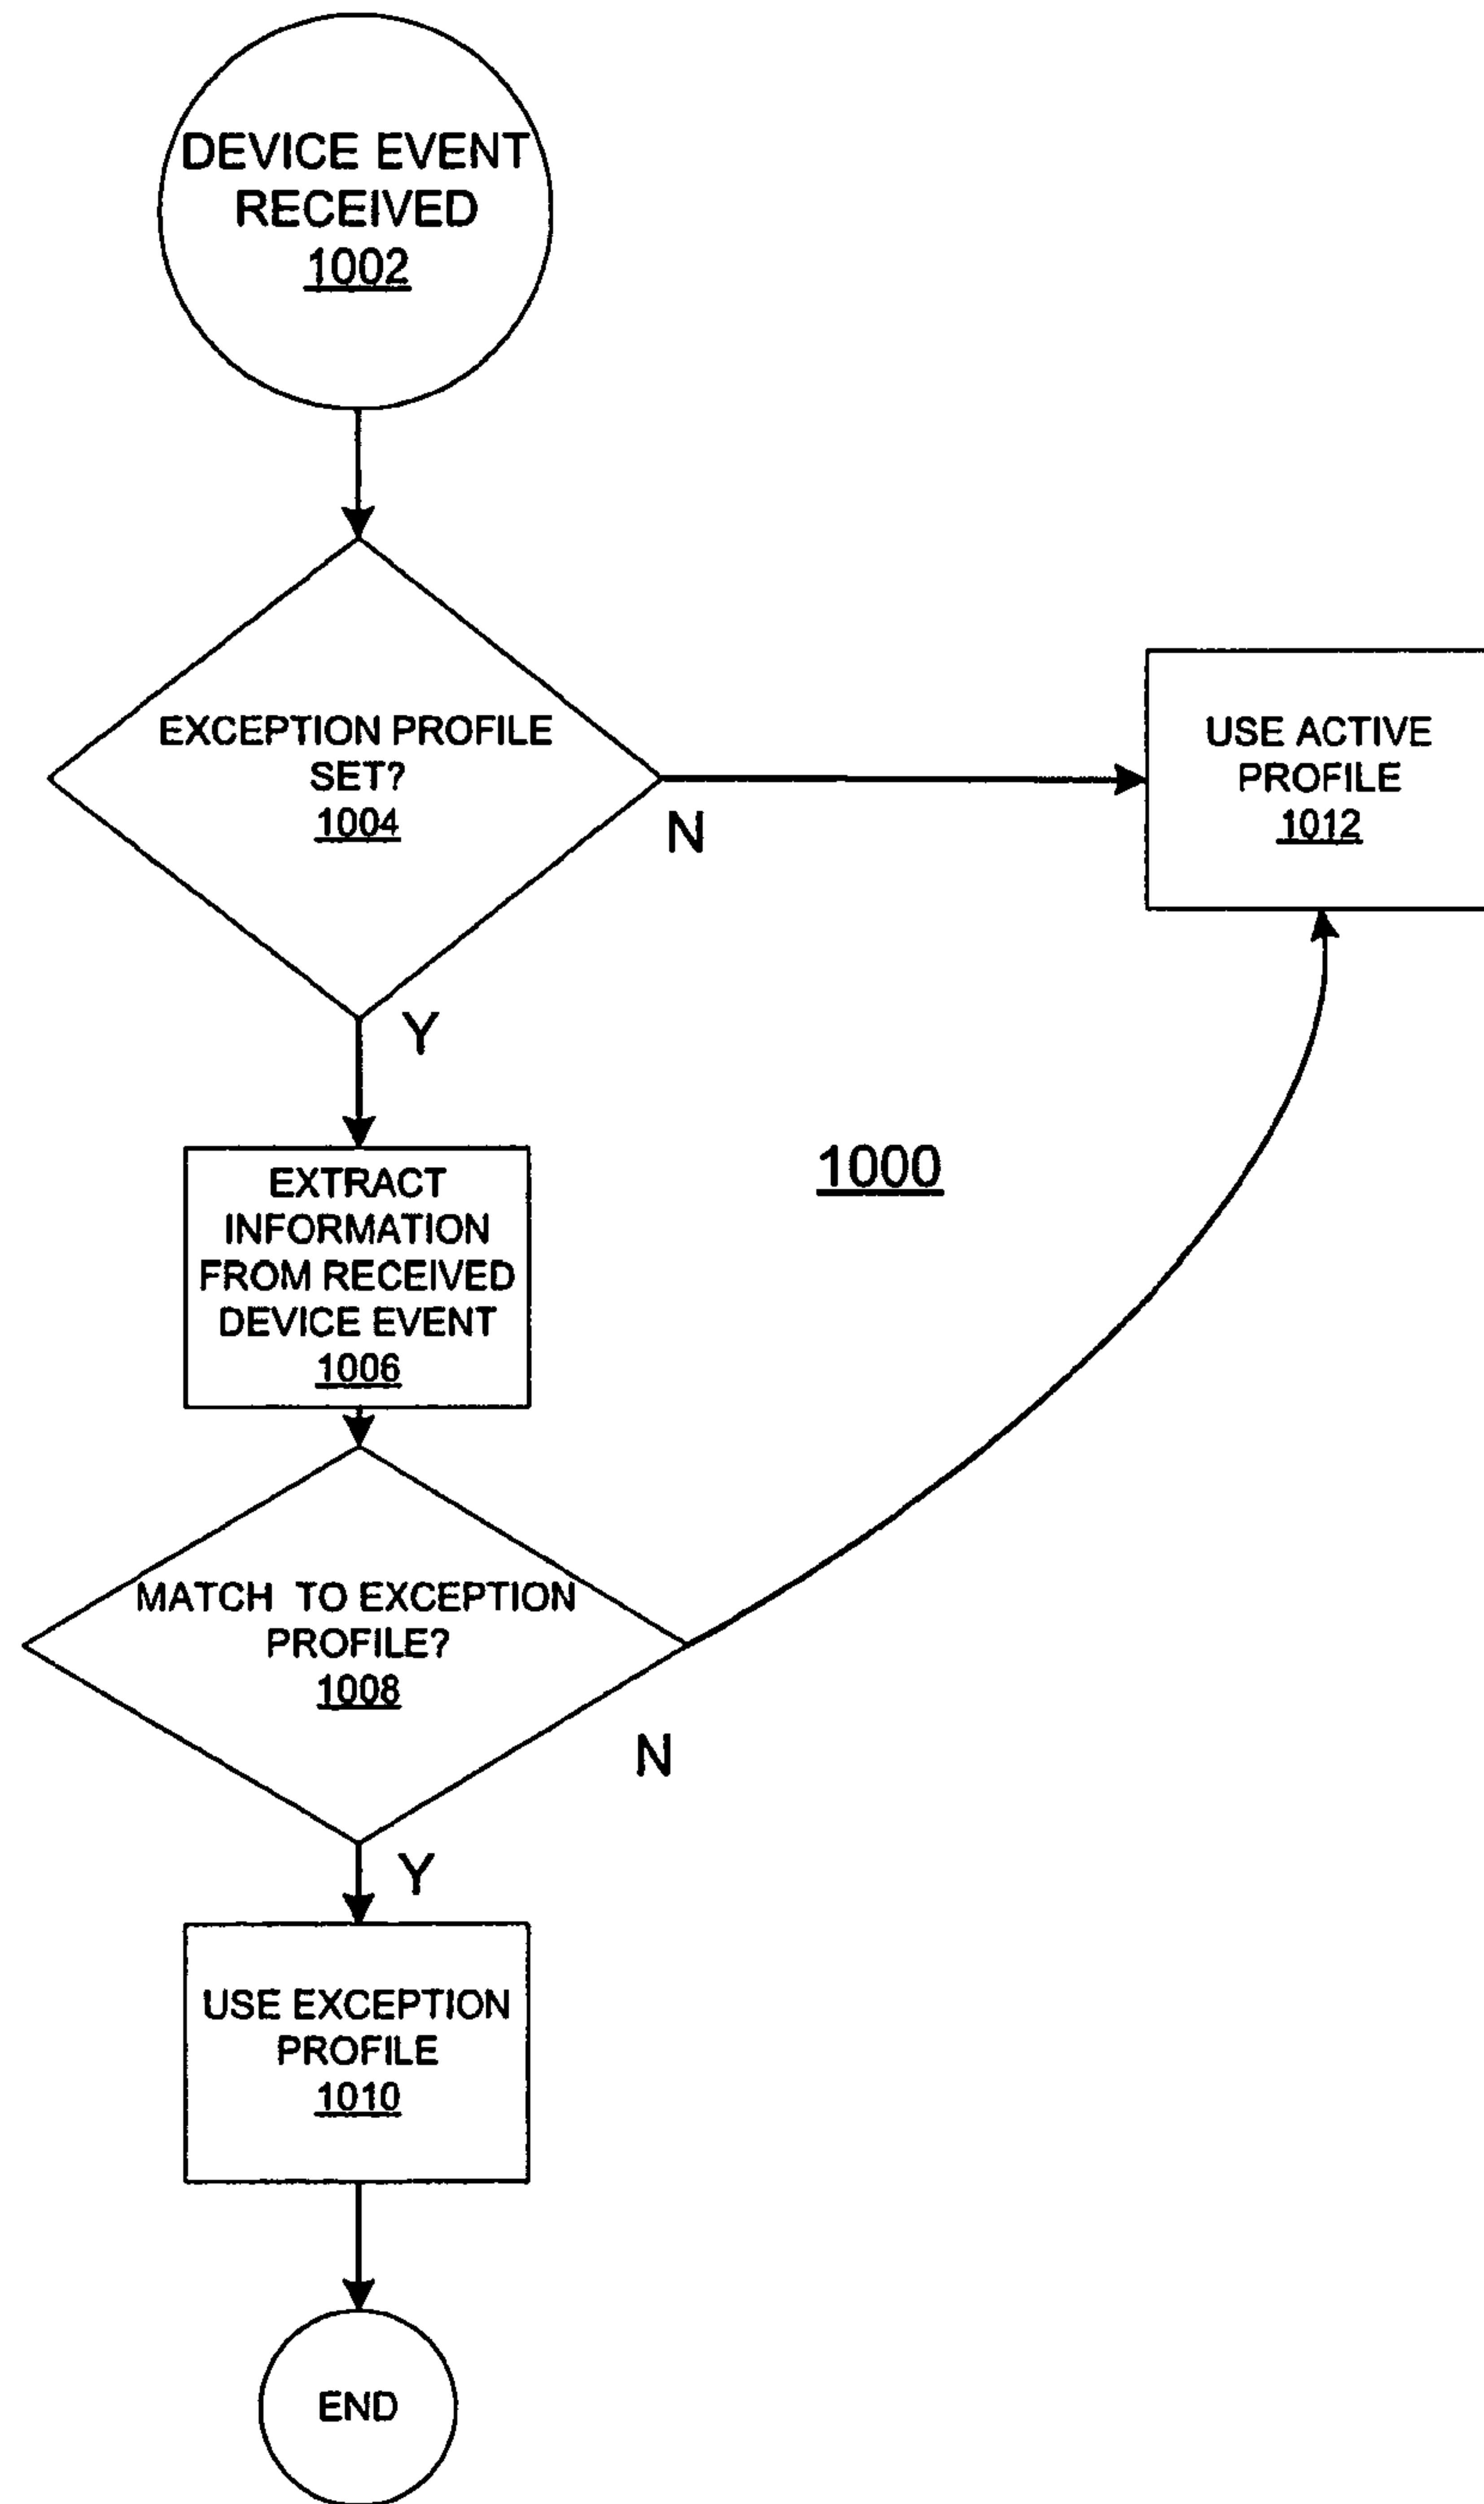 DEVICE EVENT
RECEIVED
1002
EXCEPTION PROFILE
SET?
1004
N
USE ACTIVE
PROFILE
1012
Y
EXTRACT
INFORMATION
FROM RECEIVED
DEVICE EVENT
1006
1000
MATCH TO EXCEPTION
PROFILE?
1008
N
Y
USE EXCEPTION
PROFILE
1010
END